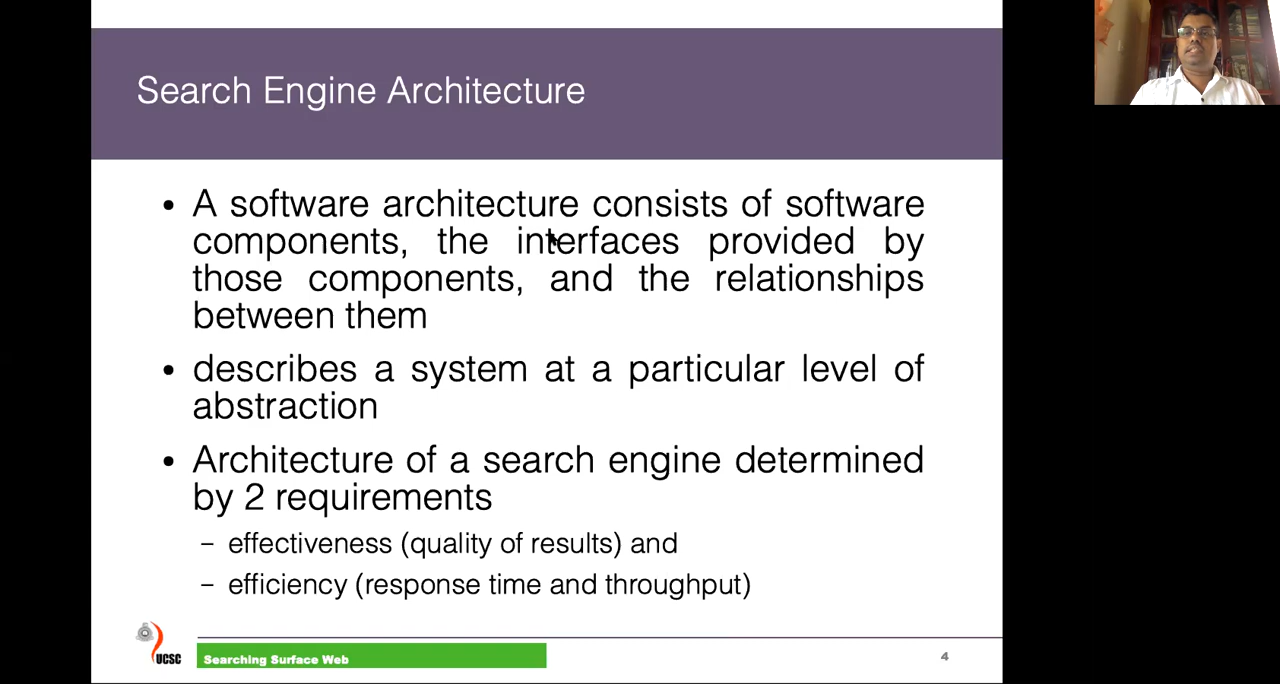 Search Engine Architecture
• A software architecture consists of software
components, the interfaces provided by
those components, and the relationships
between them
• describes a system at a particular level of
abstraction
• Architecture of a search engine determined
by 2 requirements
– effectiveness (quality of results) and
– efficiency (response time and throughput)
UCSC
Searching Surface Web
4